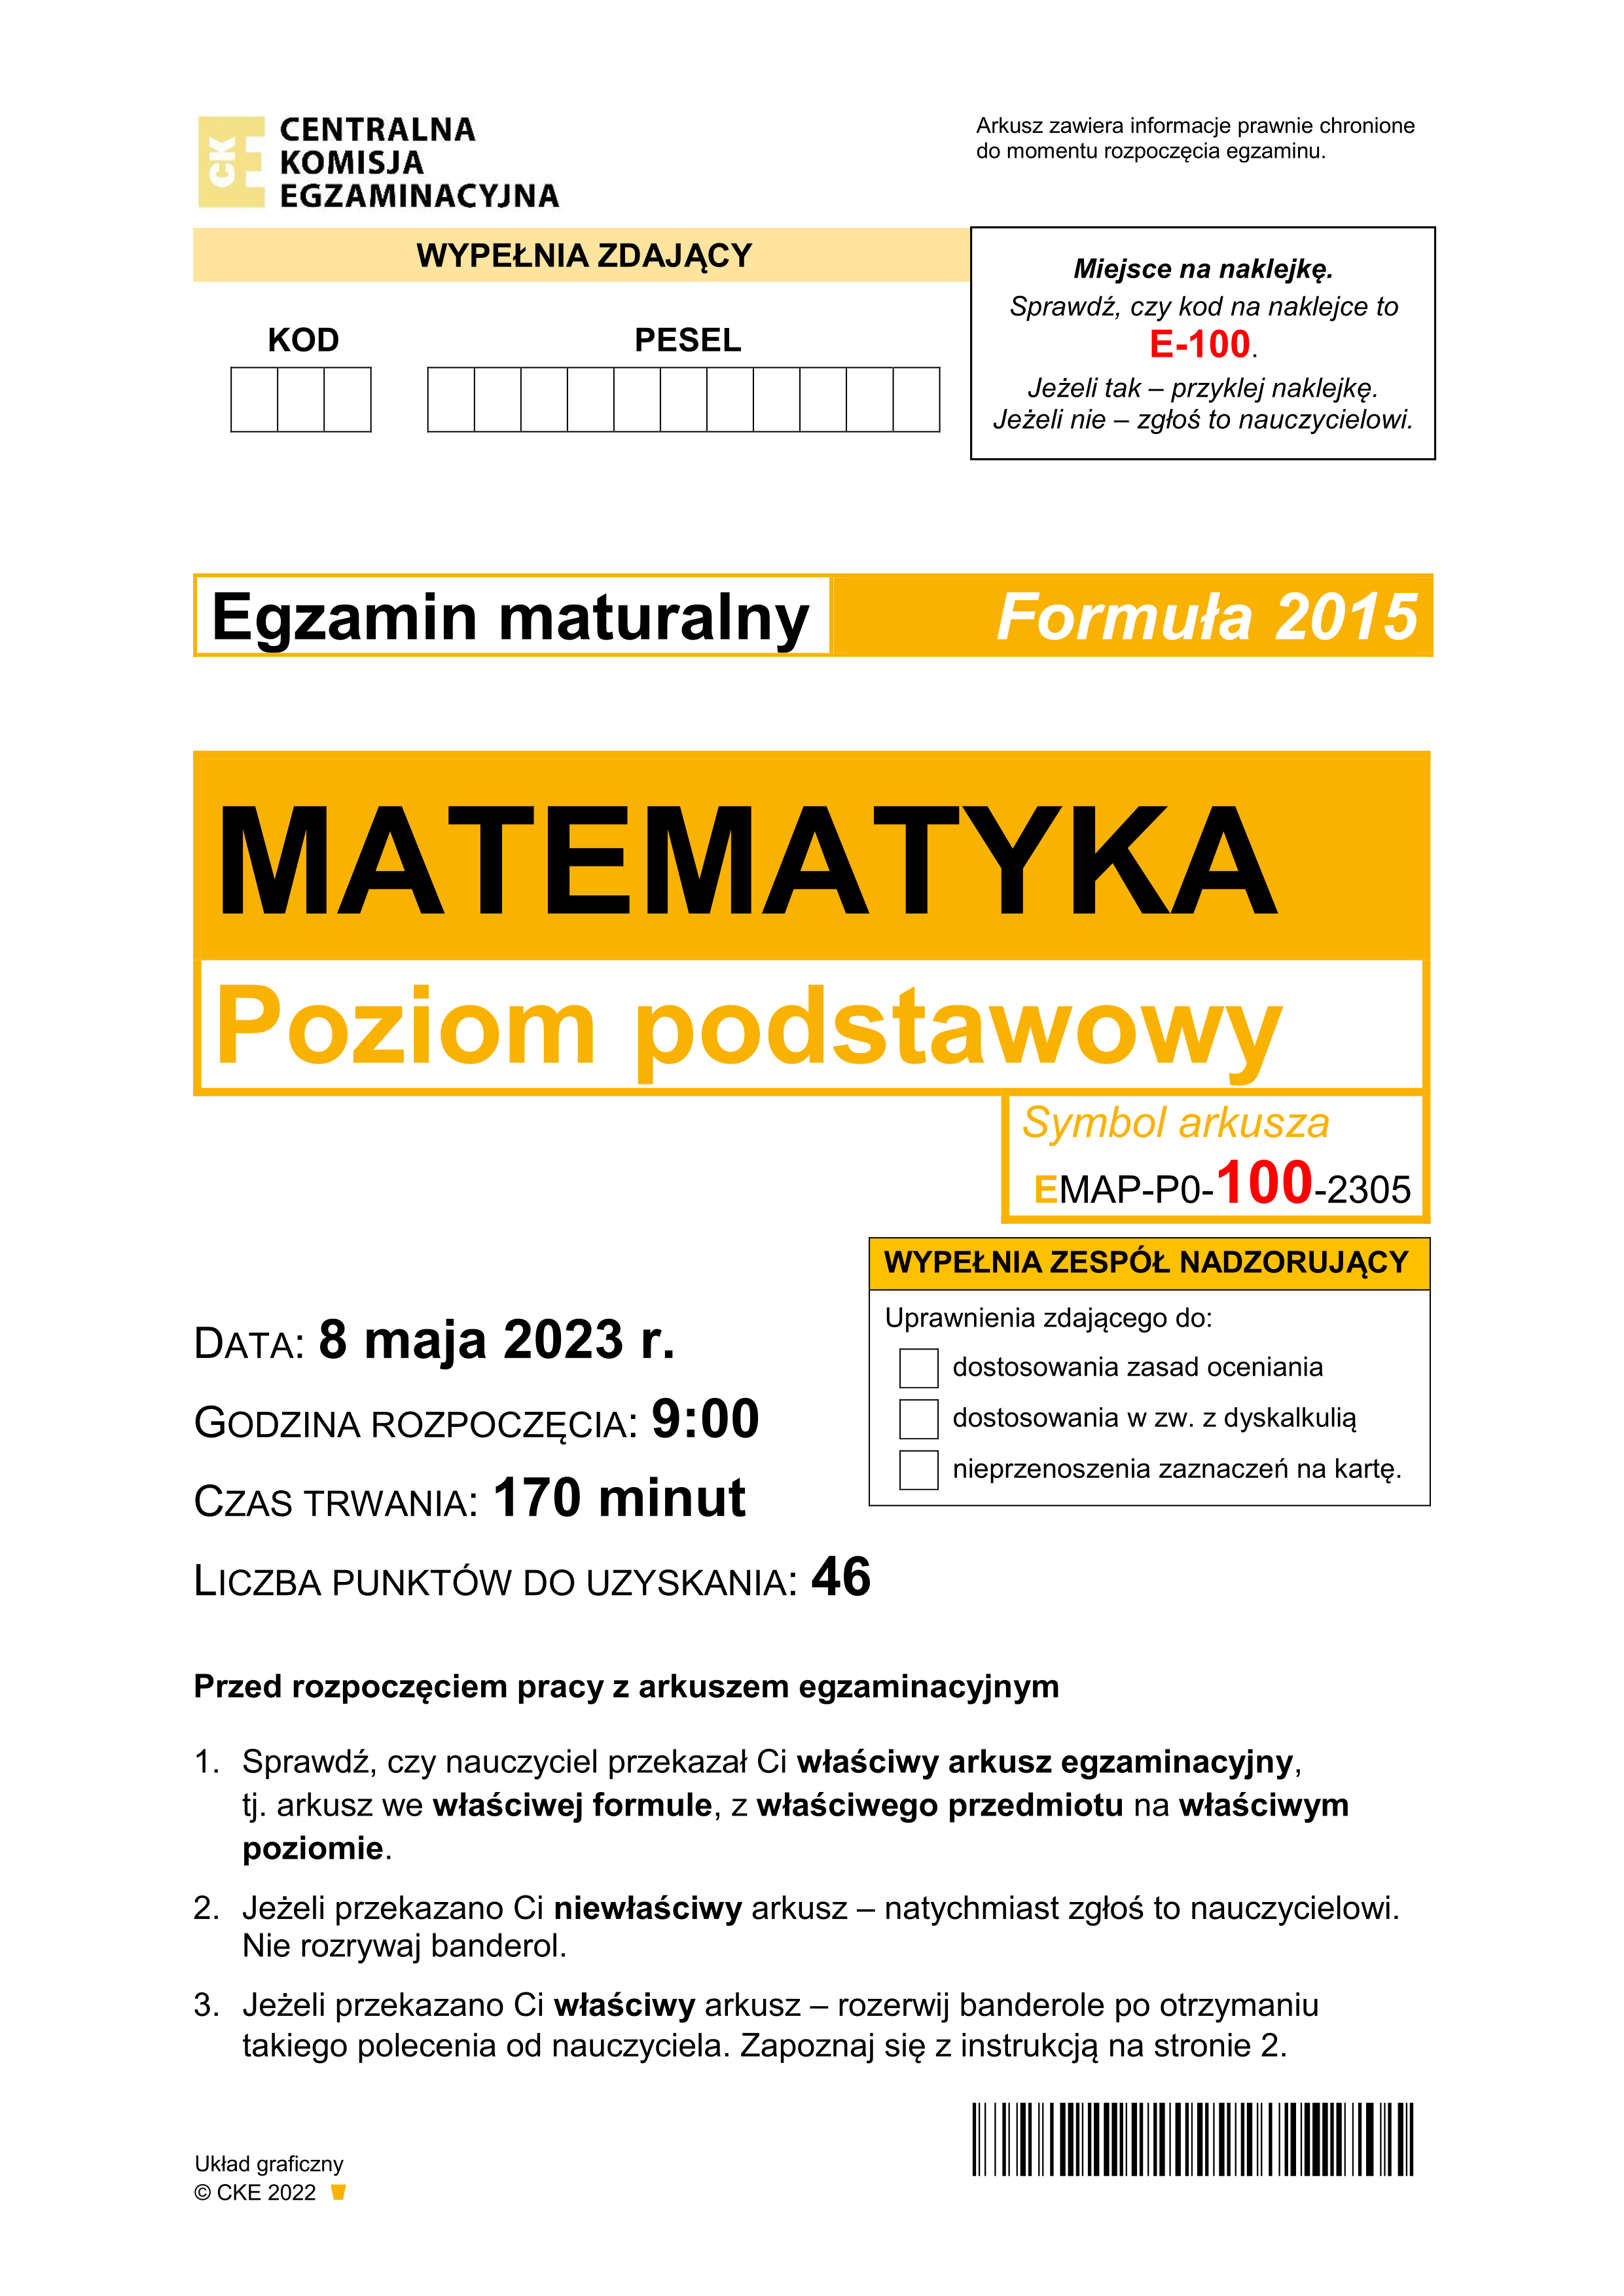 CK
CENTRALNA
KOMISJA
EGZAMINACYJNA
Arkusz zawiera informacje prawnie chronione
do momentu rozpoczęcia egzaminu.
WYPEŁNIA ZDAJĄCY
KOD
PESEL
Miejsce na naklejkę.
Sprawdź, czy kod na naklejce to
E-100.
Jeżeli tak – przyklej naklejkę.
Jeżeli nie – zgłoś to nauczycielowi.
Egzamin maturalny
Formuła 2015
MATEMATYKA
Poziom podstawowy
Symbol arkusza
EMAP-P0-100-2305
WYPEŁNIA ZESPÓŁ NADZORUJĄCY
Uprawnienia zdającego do:
dostosowania zasad oceniania
dostosowania w zw. z dyskalkulią
nieprzenoszenia zaznaczeń na kartę.
DATA: 8 maja 2023 r.
GODZINA ROZPOCZĘCIA: 9:00
CZAS TRWANIA: 170 minut
LICZBA PUNKTÓW DO UZYSKANIA: 46
Przed rozpoczęciem pracy z arkuszem egzaminacyjnym
1. Sprawdź, czy nauczyciel przekazał Ci właściwy arkusz egzaminacyjny,
tj. arkusz we właściwej formule, z właściwego przedmiotu na właściwym
poziomie.
2. Jeżeli przekazano Ci niewłaściwy arkusz – natychmiast zgłoś to nauczycielowi.
Nie rozrywaj banderol.
3. Jeżeli przekazano Ci właściwy arkusz – rozerwij banderole po otrzymaniu
takiego polecenia od nauczyciela. Zapoznaj się z instrukcją na stronie 2.
Układ graficzny
© CKE 2022